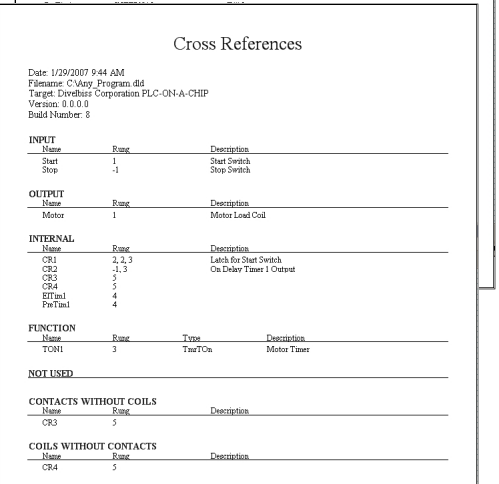 Cross References
Date: 1/29/2007 9:44 AM
Filename: C:\Any_Program.dld
Target: Divelbiss Corporation PLC-ON-A-CHIP
Version: 0.0.0.0
Build Number: 8
INPUT
Name Rung Description
Start 1 Start Switch
Stop -1 Stop Switch
OUTPUT
Name Rung Description
Motor 1 Motor Load Coil
INTERNAL
Name Rung Description
CR1 2, 2, 3 Latch for Start Switch
CR2 -1, 3 On Delay Timer 1 Output
CR3 5
CR4 5
ElTim1 4
PreTim1 4
FUNCTION
Name Rung Type Description
TON1 3 TmrTOn Motor Timer
NOT USED
CONTACTS WITHOUT COILS
Name Rung Description
CR3 5
COILS WITHOUT CONTACTS
Name Rung Description
CR4 5